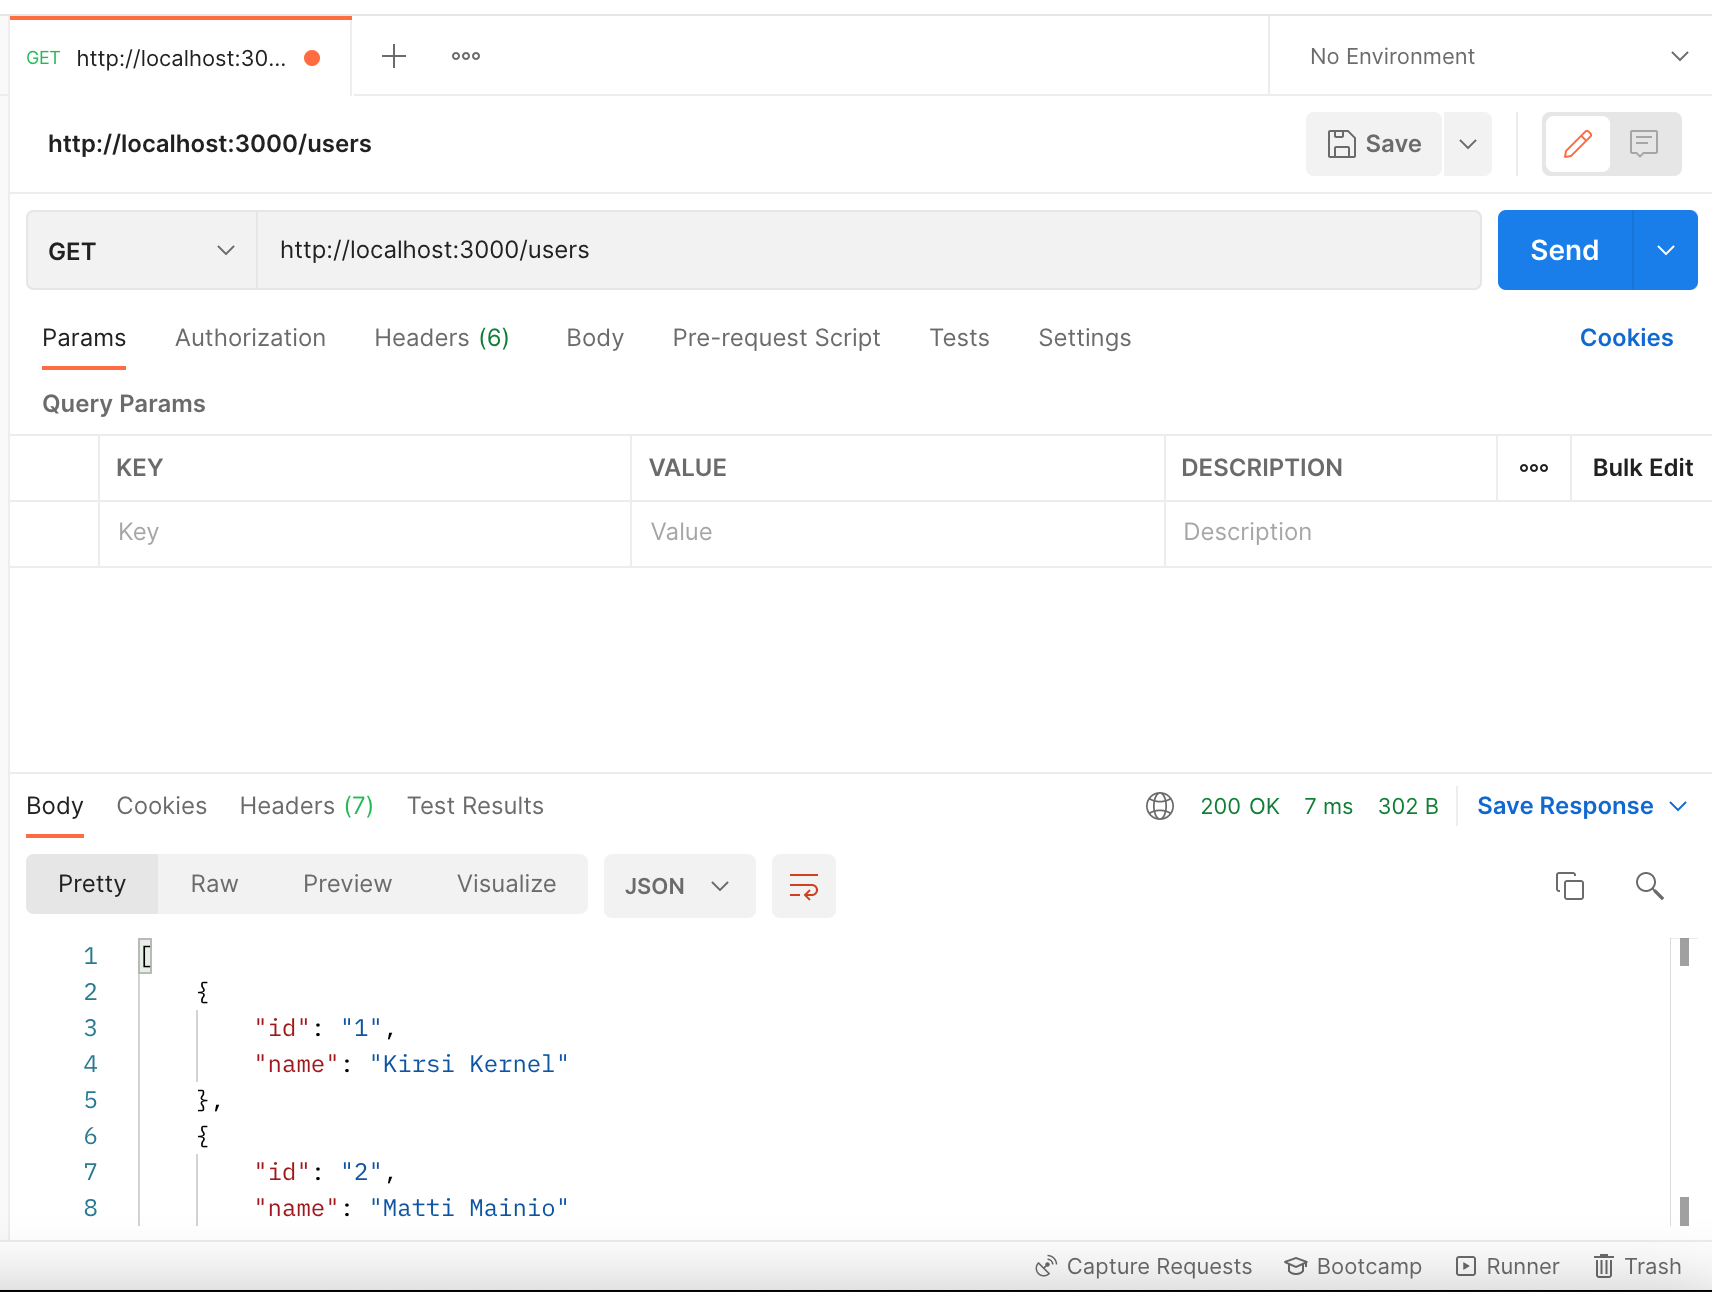 GET http://localhost:30... No Environment
http://localhost:3000/users Save
GET http://localhost:3000/users Send
Params Authorization Headers (6) Body Pre-request Script Tests Settings Cookies
Query Params
KEY VALUE DESCRIPTION Bulk Edit
Key Value Description
Body Cookies Headers (7) Test Results 200 OK 7 ms 302 B Save Response
Pretty Raw Preview Visualize JSON
1 [
2 {
3 "id": "1",
4 "name": "Kirsi Kernel"
5 },
6 {
7 "id": "2",
8 "name": "Matti Mainio"
Capture Requests Bootcamp Runner Trash